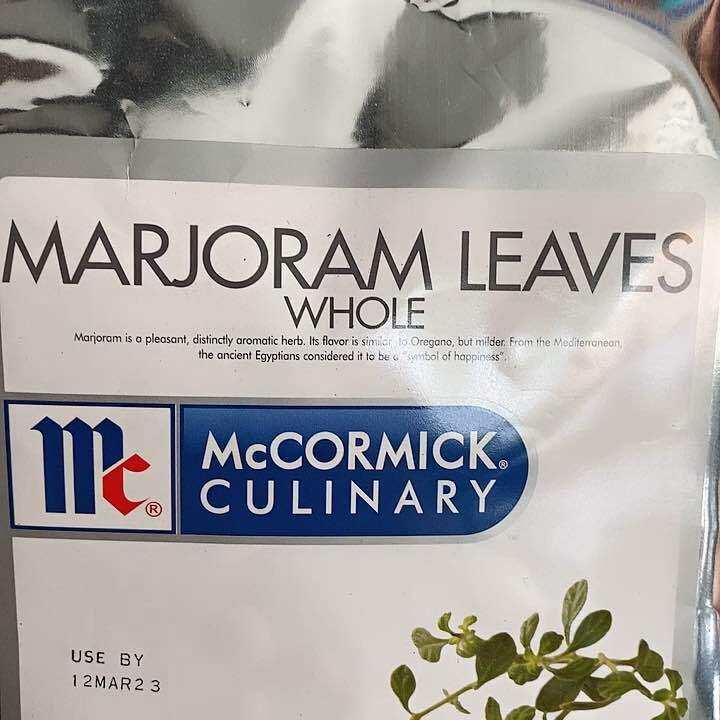 MARJORAM LEAVES
WHOLE
Marjoram is a pleasant, distinctly aromatic herb. Its flavor is similar to Oregano, but milder. From the Mediterranean,
the ancient Egyptians considered it to be a "symbol of happiness".
Mc®
McCORMICK®
CULINARY
USE BY
12MAR23